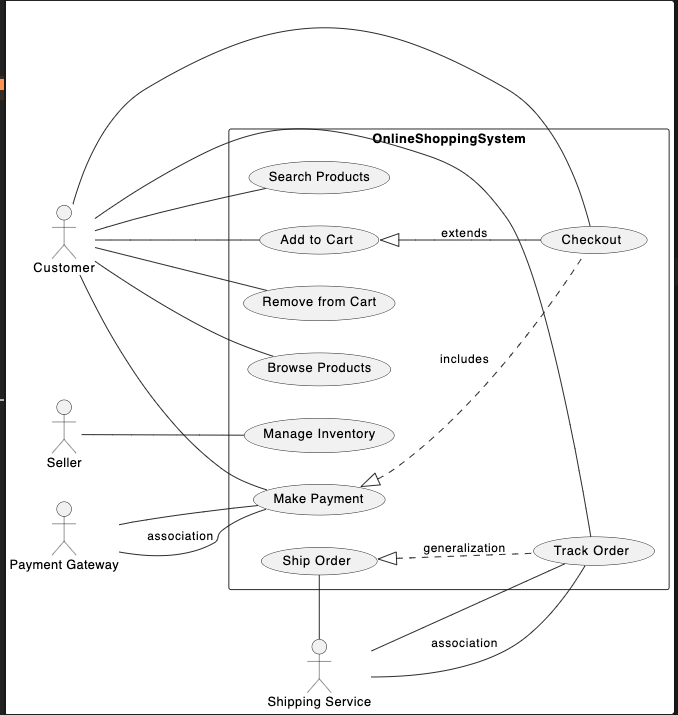 OnlineShoppingSystem
Search Products
Add to Cart
extends
Checkout
Customer
Remove from Cart
includes
Browse Products
Manage Inventory
Seller
Make Payment
association
Payment Gateway
Ship Order
generalization
Track Order
association
Shipping Service